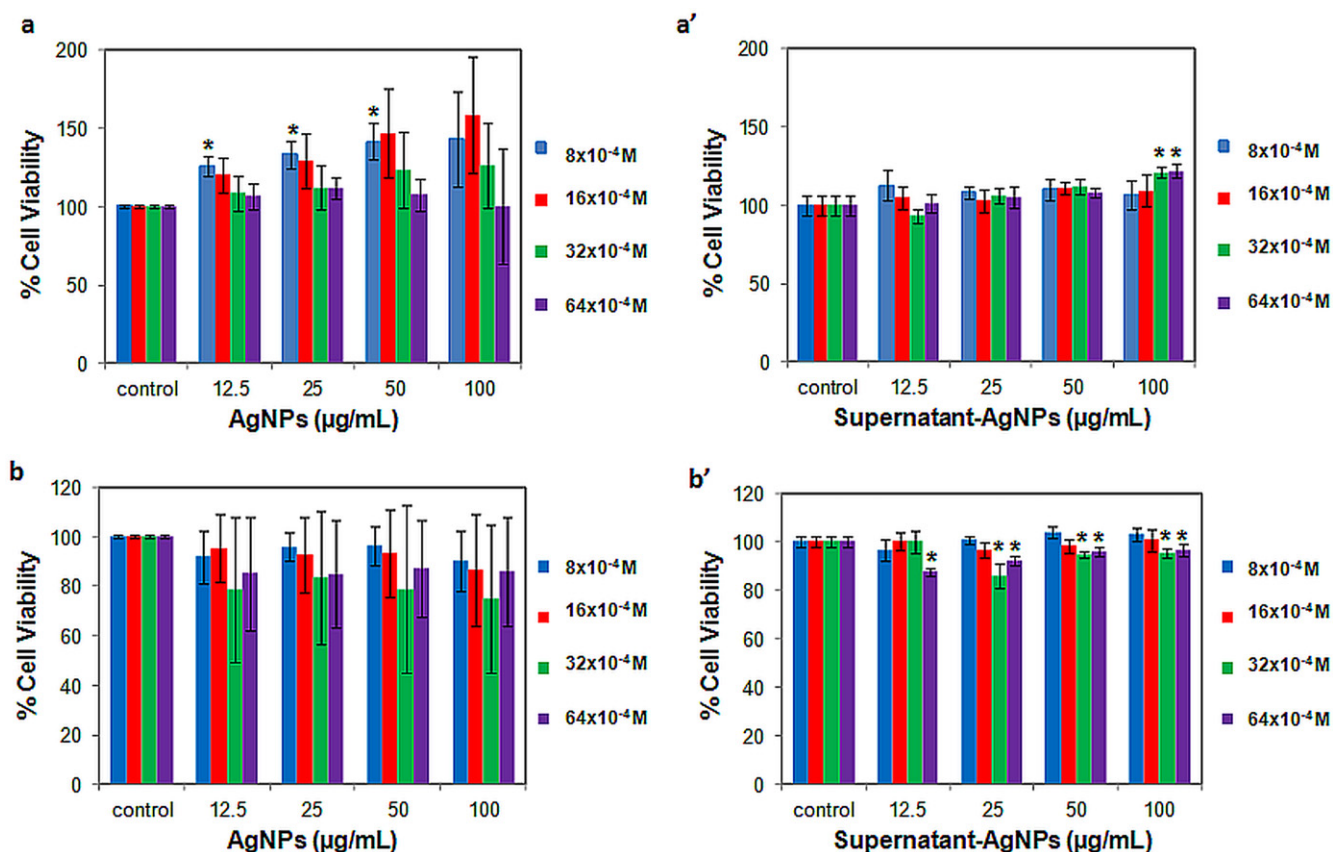 a
200
150
100
50
0
% Cell Viability
* * *
control 12.5 25 50 100
AgNPs (µg/mL)
8x10⁻⁴M
16x10⁻⁴M
32x10⁻⁴M
64x10⁻⁴M
a’
200
150
100
50
0
% Cell Viability
* *
control 12.5 25 50 100
Supernatant-AgNPs (µg/mL)
8x10⁻⁴M
16x10⁻⁴M
32x10⁻⁴M
64x10⁻⁴M
b
120
100
80
60
40
20
0
% Cell Viability
control 12.5 25 50 100
AgNPs (µg/mL)
8x10⁻⁴M
16x10⁻⁴M
32x10⁻⁴M
64x10⁻⁴M
b’
120
100
80
60
40
20
0
% Cell Viability
* * * * * * *
control 12.5 25 50 100
Supernatant-AgNPs (µg/mL)
8x10⁻⁴M
16x10⁻⁴M
32x10⁻⁴M
64x10⁻⁴M